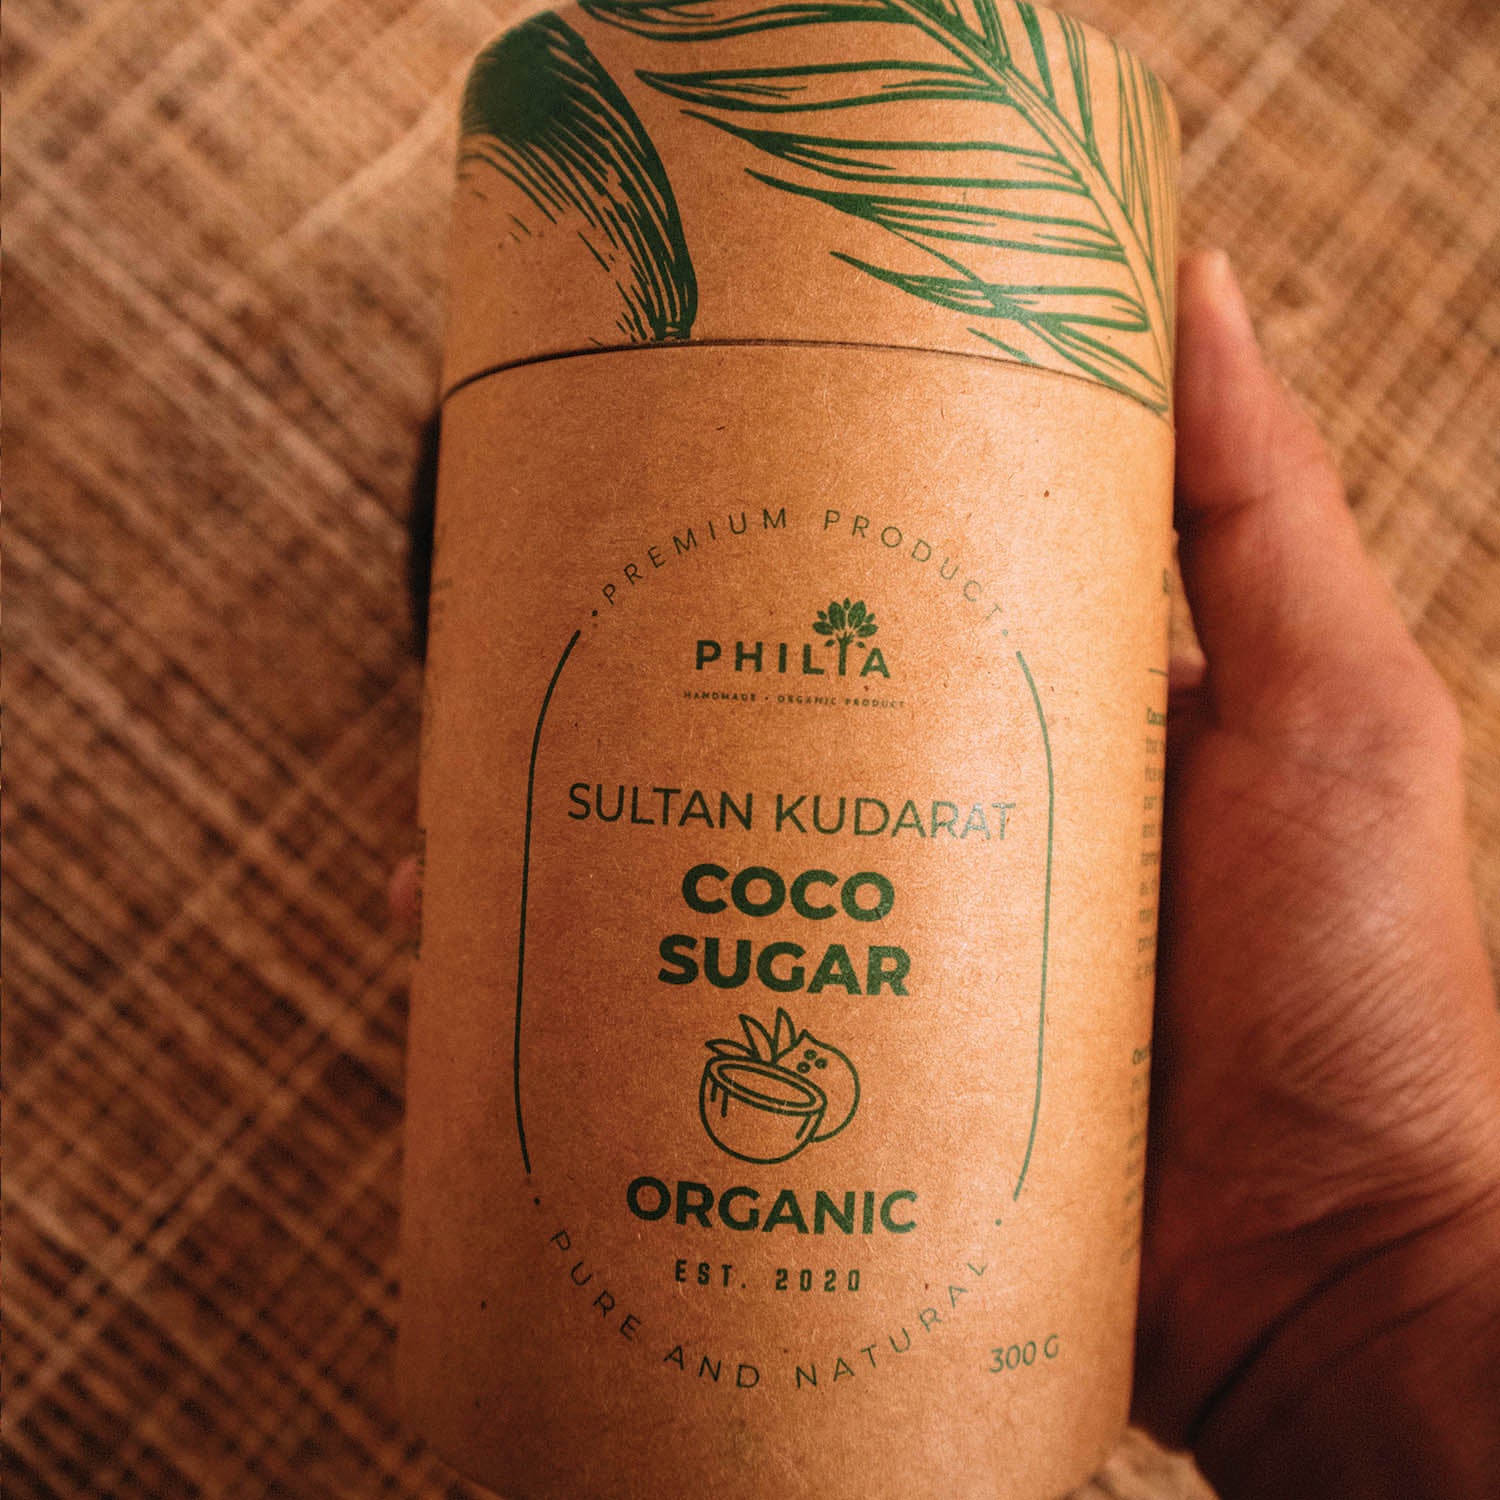 • PREMIUM PRODUCT •
PHILIA
HANDMADE • ORGANIC PRODUCT
SULTAN KUDARAT
COCO
SUGAR
ORGANIC
EST. 2020
• PURE AND NATURAL •
300 G